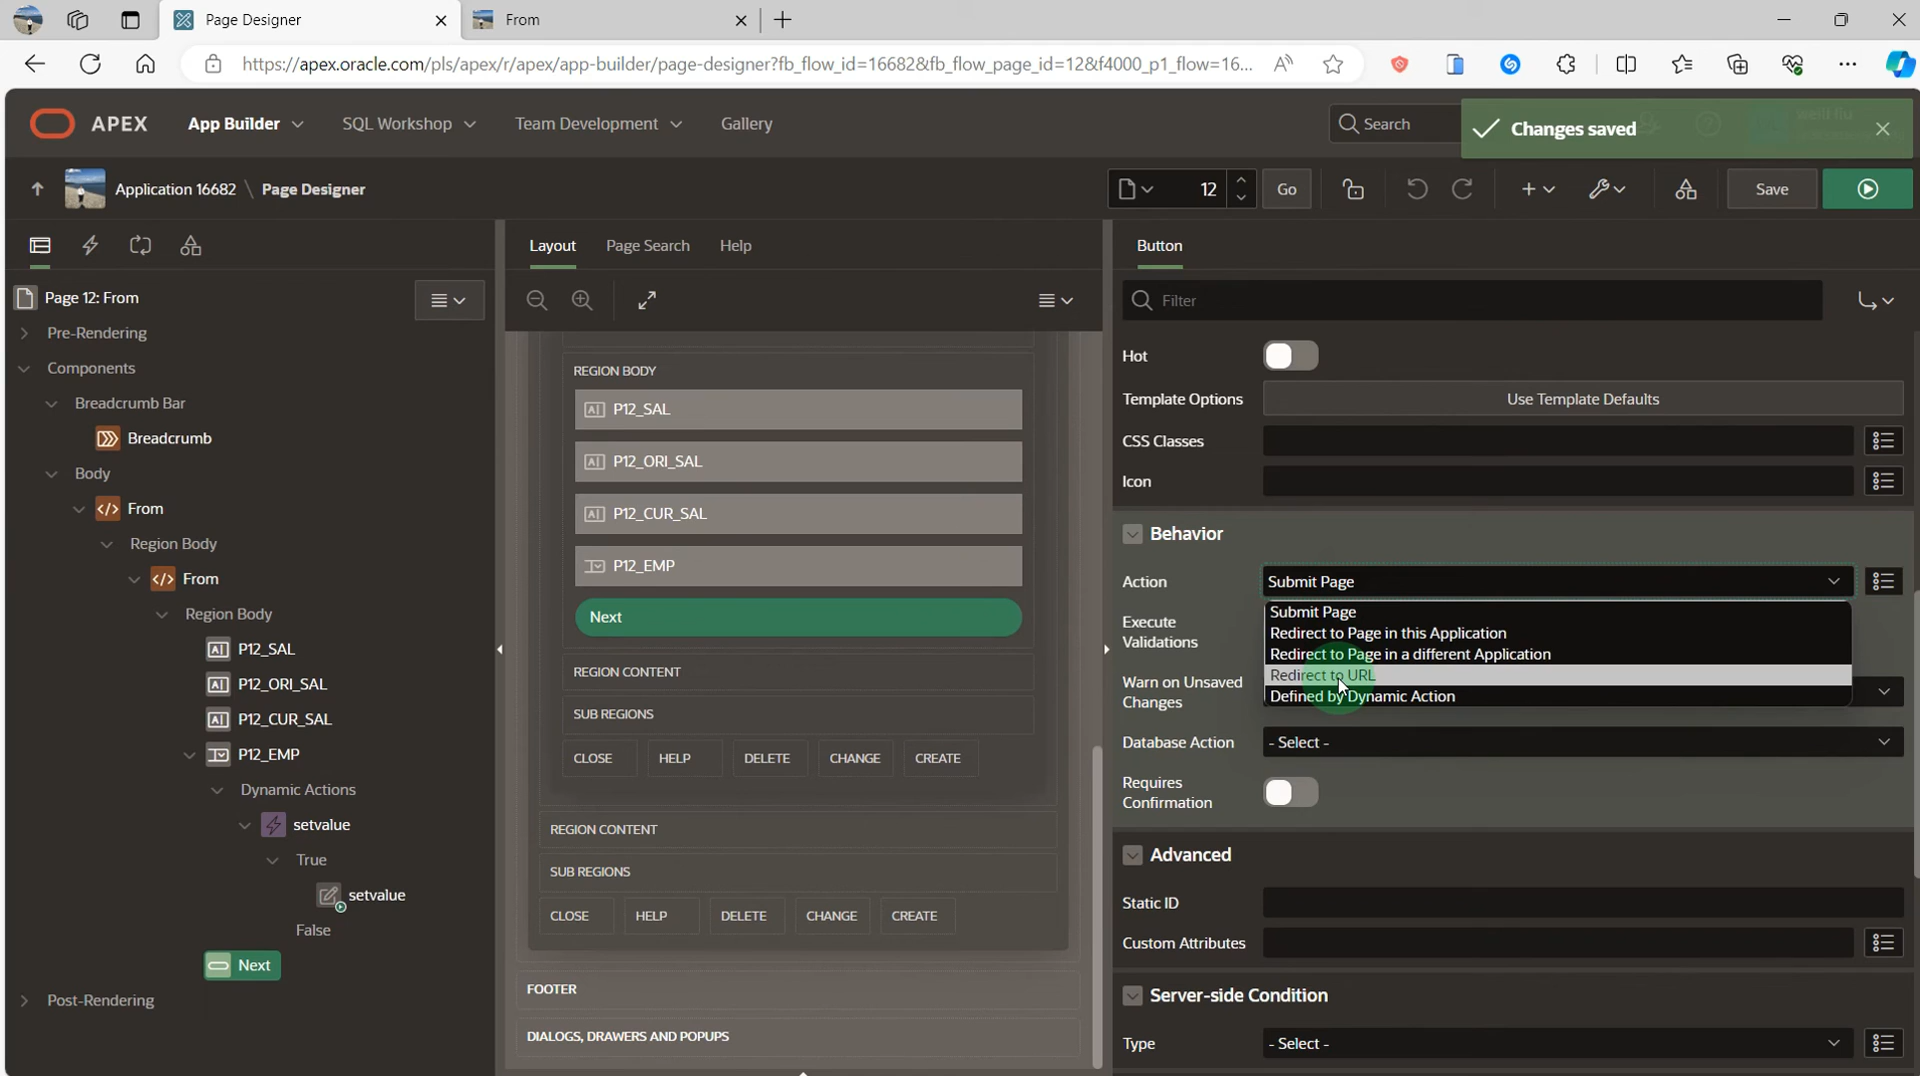 Page Designer
From
https://apex.oracle.com/pls/apex/r/apex/app-builder/page-designer?fb_flow_id=16682&fb_flow_page_id=12&f4000_p1_flow=16...
APEX
App Builder
SQL Workshop
Team Development
Gallery
Search
Changes saved
Application 16682 \ Page Designer
12
Go
Save
Page 12: From
Pre-Rendering
Components
Breadcrumb Bar
Breadcrumb
Body
From
Region Body
From
Region Body
P12_SAL
P12_ORI_SAL
P12_CUR_SAL
P12_EMP
Dynamic Actions
setvalue
True
setvalue
False
Next
Post-Rendering
Layout
Page Search
Help
REGION BODY
P12_SAL
P12_ORI_SAL
P12_CUR_SAL
P12_EMP
Next
REGION CONTENT
SUB REGIONS
CLOSE
HELP
DELETE
CHANGE
CREATE
REGION CONTENT
SUB REGIONS
CLOSE
HELP
DELETE
CHANGE
CREATE
FOOTER
DIALOGS, DRAWERS AND POPUPS
Button
Filter
Hot
Template Options
Use Template Defaults
CSS Classes
Icon
Behavior
Action
Submit Page
Submit Page
Redirect to Page in this Application
Redirect to Page in a different Application
Redirect to URL
Defined by Dynamic Action
Execute
Validations
Warn on Unsaved
Changes
Database Action
- Select -
Requires
Confirmation
Advanced
Static ID
Custom Attributes
Server-side Condition
Type
- Select -